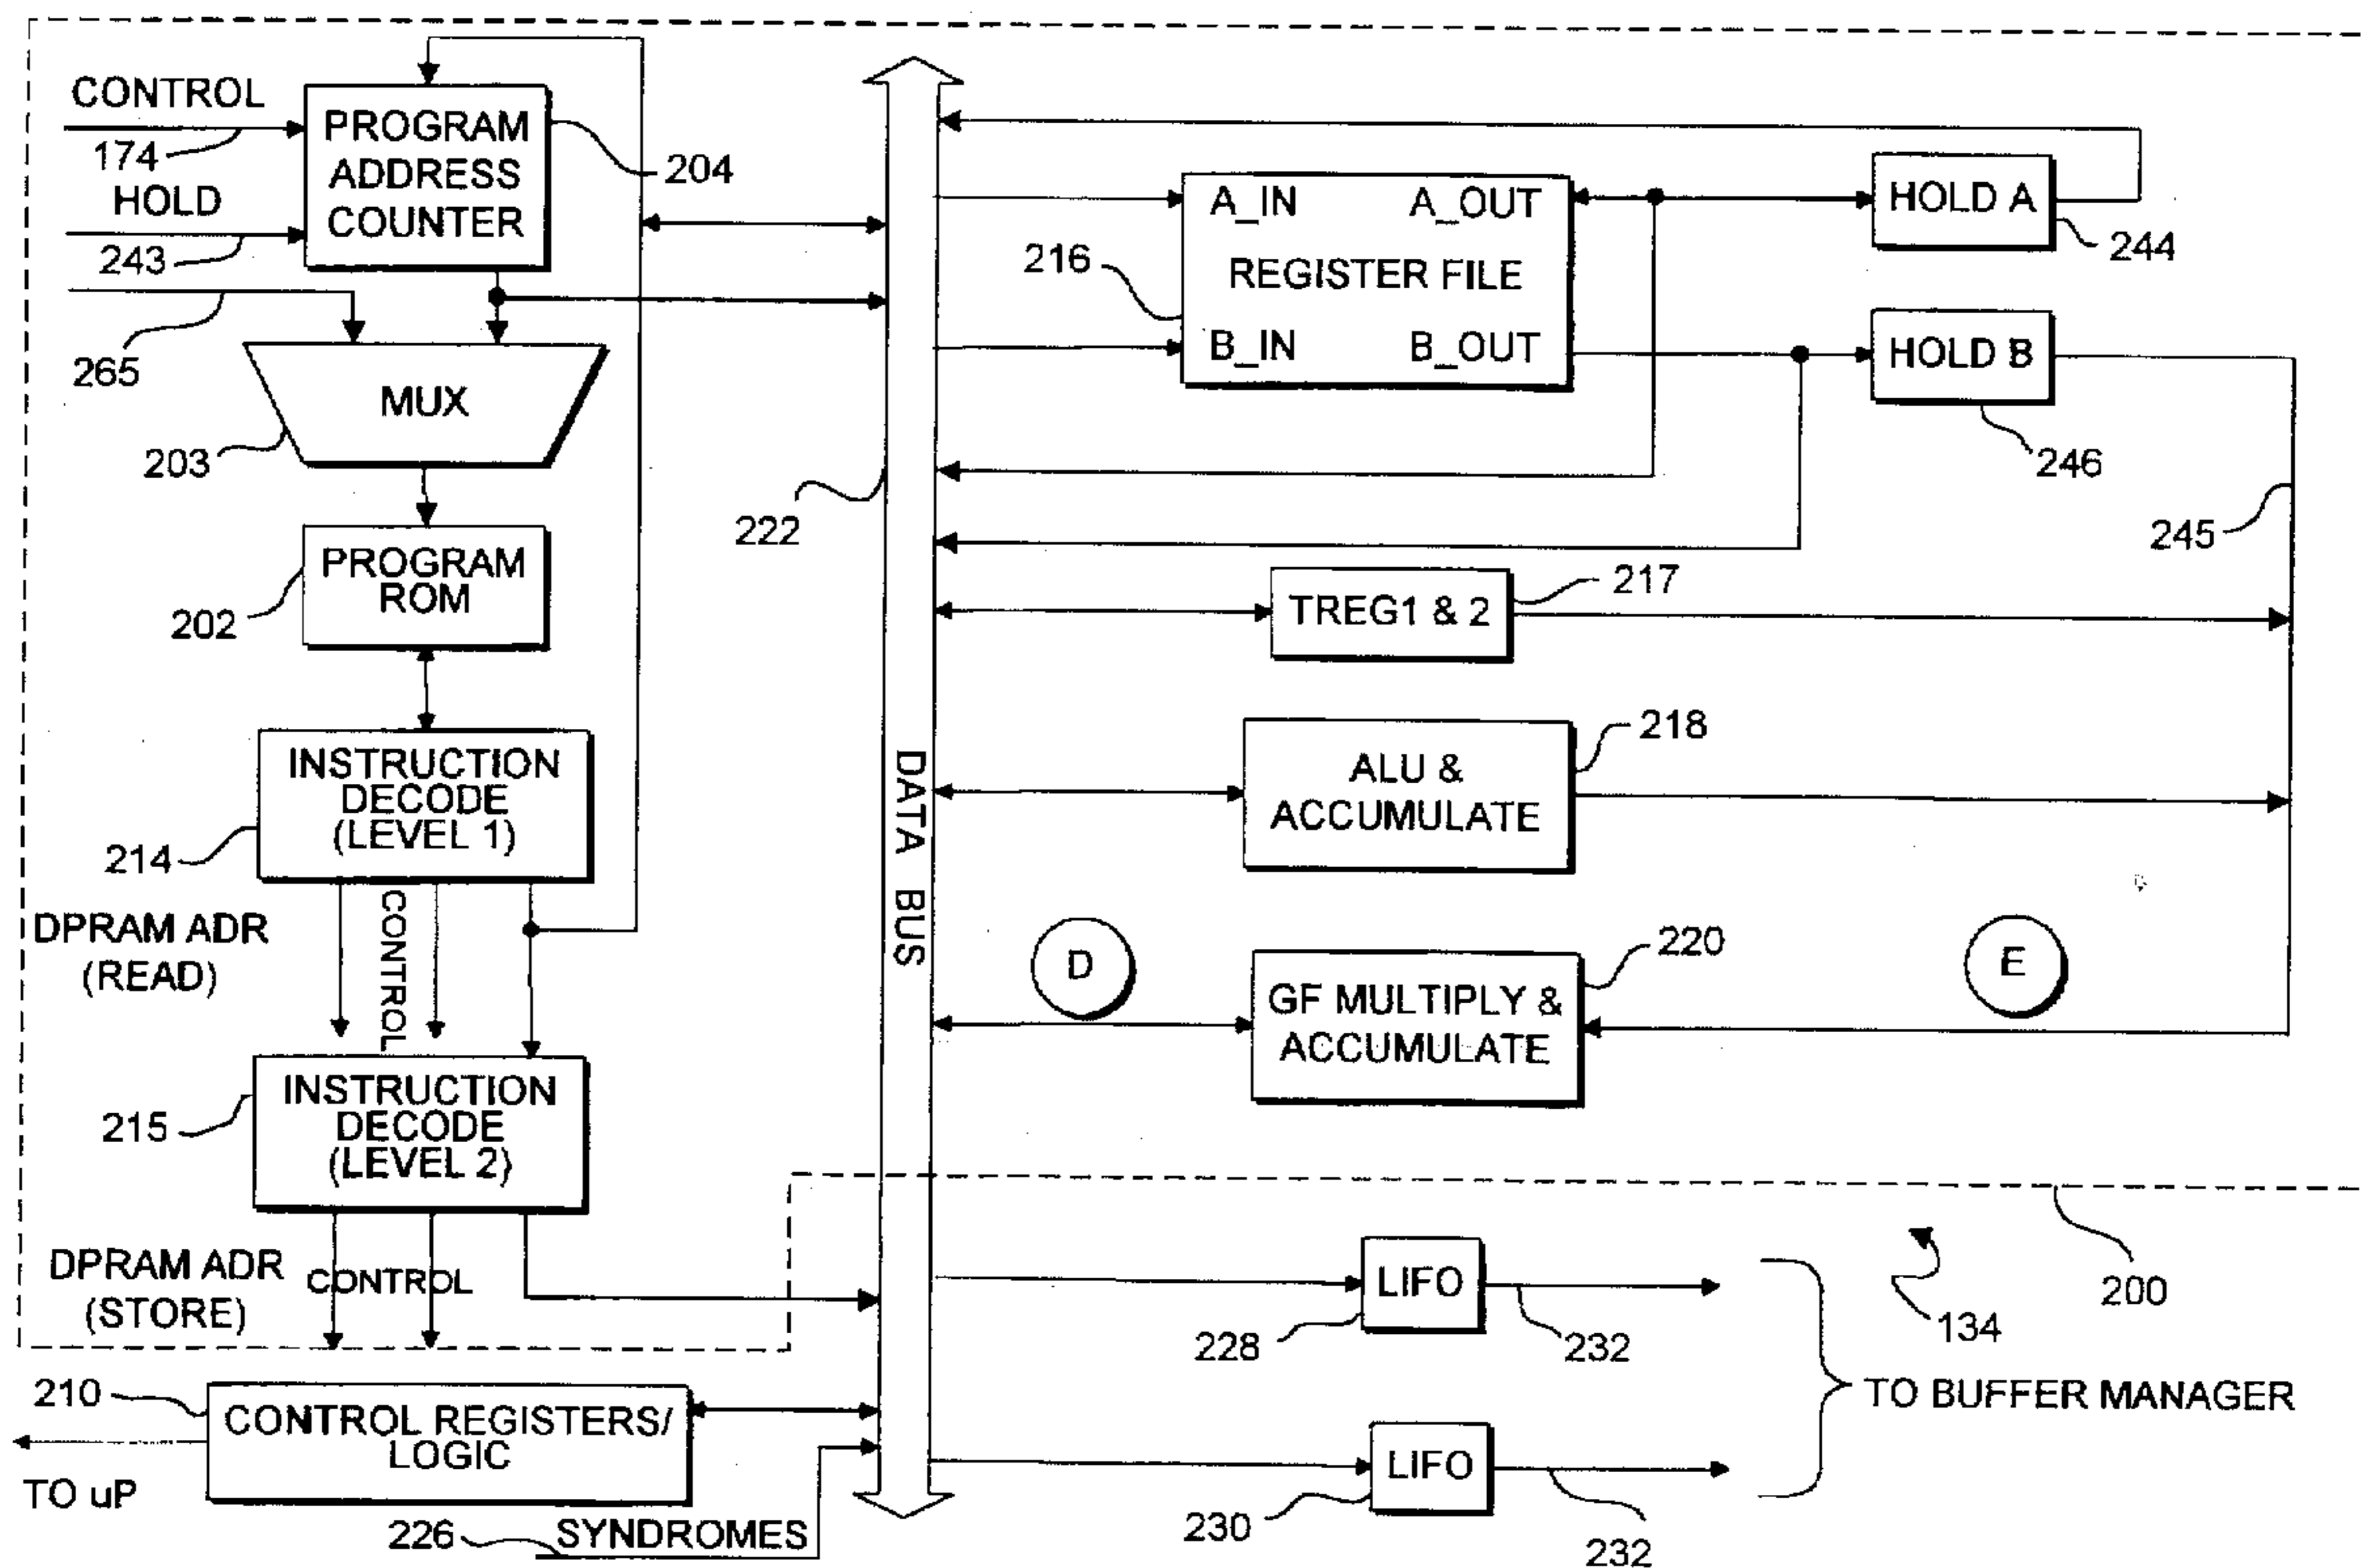 CONTROL
174
HOLD
243
265
PROGRAM
ADDRESS
COUNTER
204
MUX
203
PROGRAM
ROM
202
INSTRUCTION
DECODE
(LEVEL 1)
214
DPRAM ADR
(READ)
CONTROL
INSTRUCTION
DECODE
(LEVEL 2)
215
DPRAM ADR
(STORE)
CONTROL
210
CONTROL REGISTERS/
LOGIC
TO uP
226
SYNDROMES
222
DATA BUS
A_IN
A_OUT
216
REGISTER FILE
B_IN
B_OUT
HOLD A
244
HOLD B
246
245
TREG1 & 2
217
ALU &
ACCUMULATE
218
D
GF MULTIPLY &
ACCUMULATE
220
E
LIFO
228
232
LIFO
230
232
TO BUFFER MANAGER
134
200